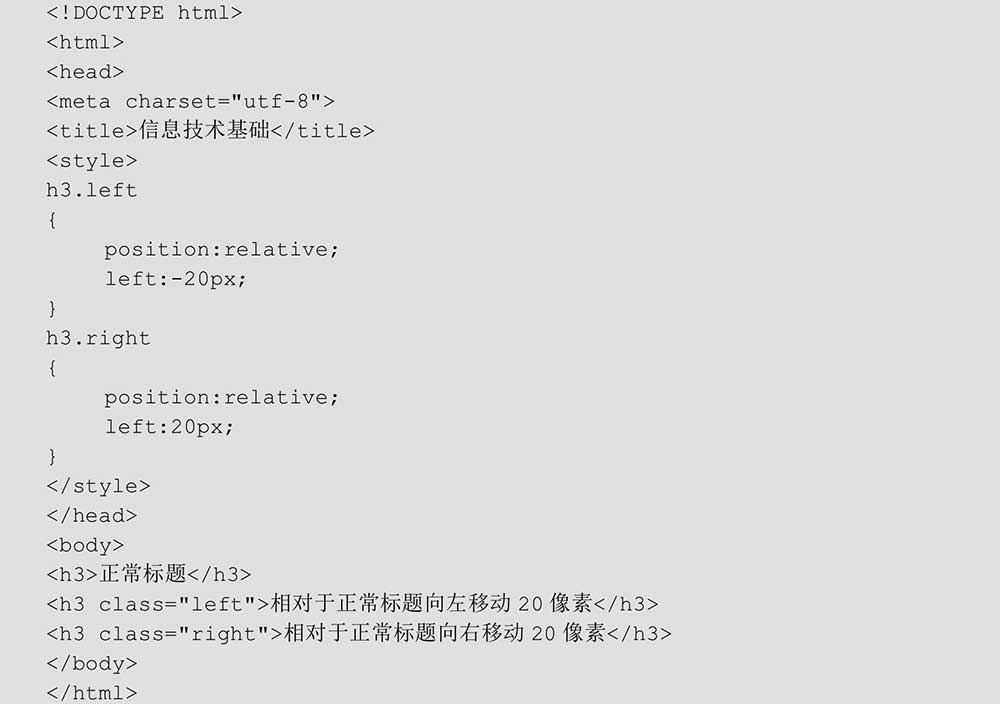 <!DOCTYPE html>
<html>
<head>
<meta charset="utf-8">
<title>信息技术基础</title>
<style>
h3.left
{
position:relative;
left:-20px;
}
h3.right
{
position:relative;
left:20px;
}
</style>
</head>
<body>
<h3>正常标题</h3>
<h3 class="left">相对于正常标题向左移动 20 像素</h3>
<h3 class="right">相对于正常标题向右移动 20 像素</h3>
</body>
</html>